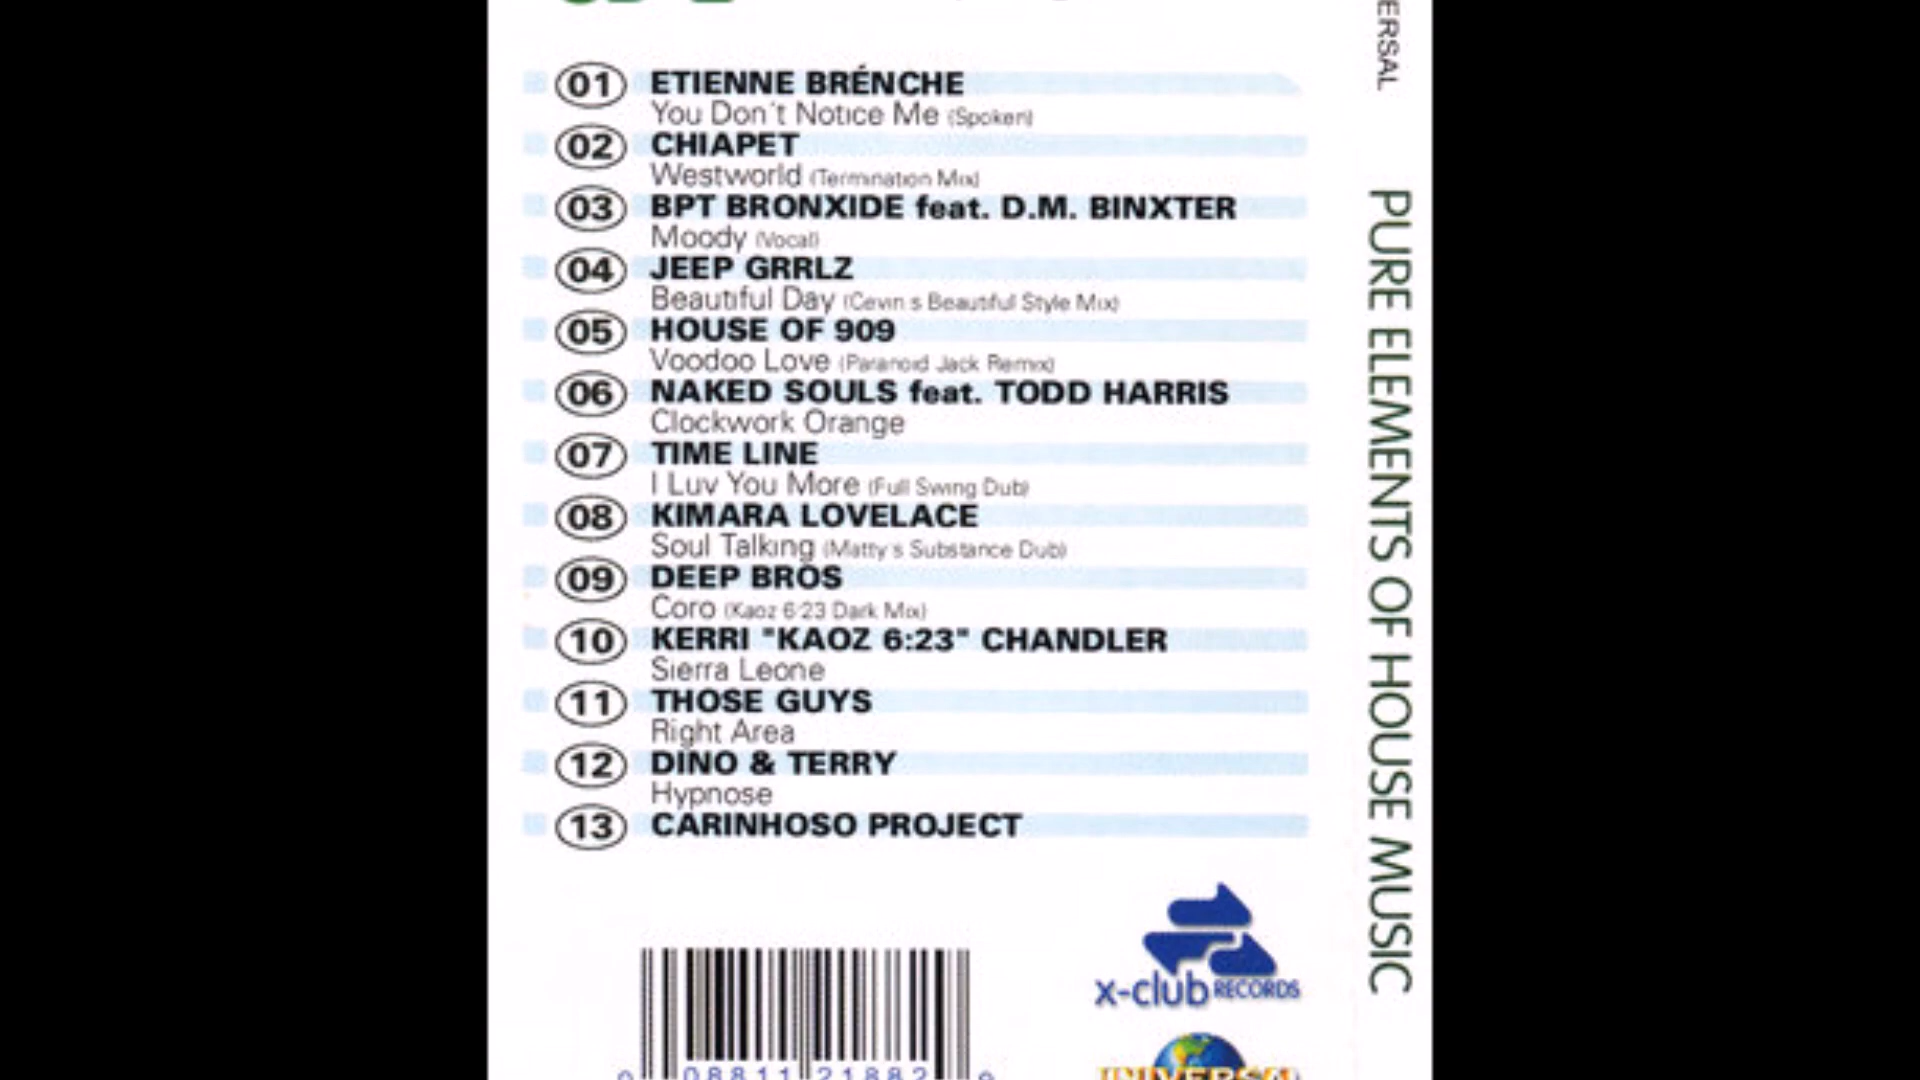 01 ETIENNE BRÉNCHE
You Don´t Notice Me (Spoken)
02 CHIAPET
Westworld (Termination Mix)
03 BPT BRONXIDE feat. D.M. BINXTER
Moody (Vocal)
04 JEEP GRRLZ
Beautiful Day (Cevin s Beautiful Style Mix)
05 HOUSE OF 909
Voodoo Love (Paranoid Jack Remix)
06 NAKED SOULS feat. TODD HARRIS
Clockwork Orange
07 TIME LINE
I Luv You More (Full Swing Dub)
08 KIMARA LOVELACE
Soul Talking (Matty's Substance Dub)
09 DEEP BROS
Coro (Kaoz 6:23 Dark Mix)
10 KERRI "KAOZ 6:23" CHANDLER
Sierra Leone
11 THOSE GUYS
Right Area
12 DINO & TERRY
Hypnose
13 CARINHOSO PROJECT
x-club RECORDS
UNIVERSAL
0 08811 21882 9
ERSAL
PURE ELEMENTS OF HOUSE MUSIC